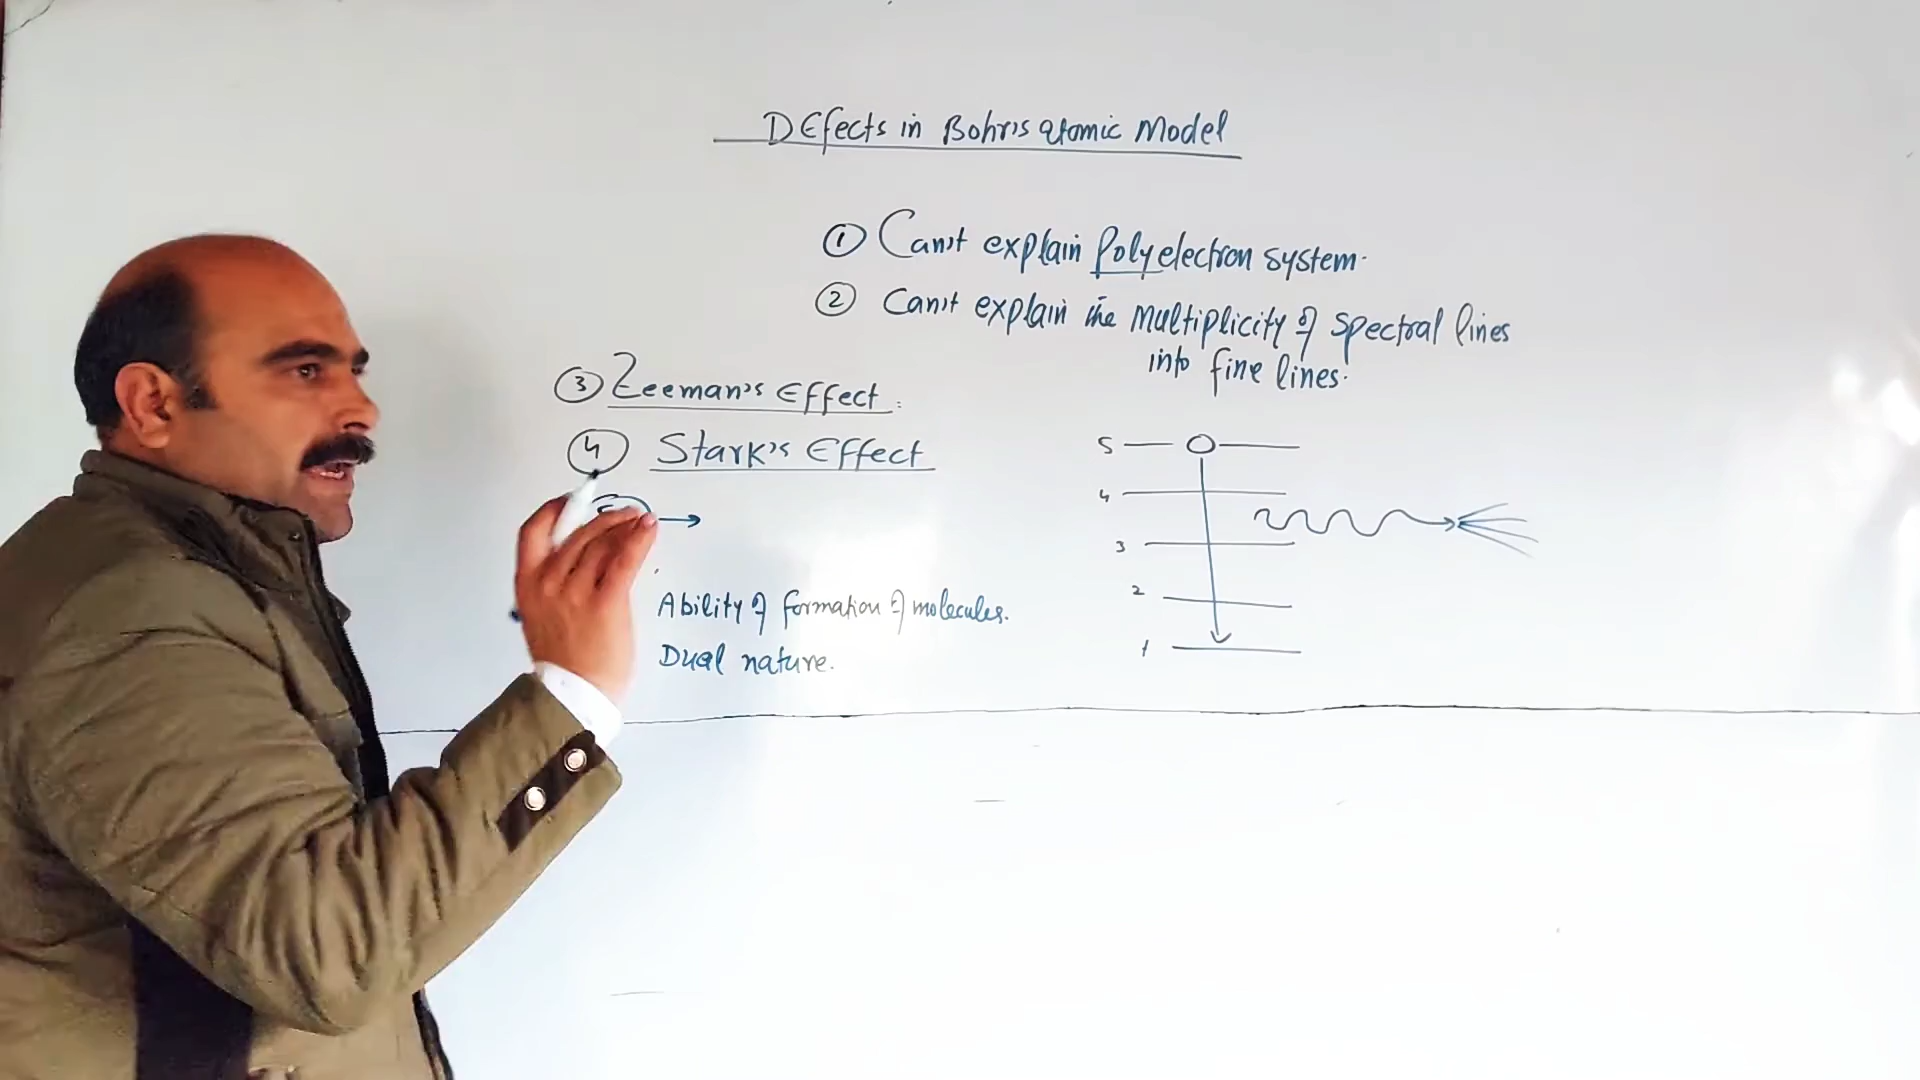 DEfects in Bohr's atomic Model
① Can't explain Polyelectron system.
② Can't explain the multiplicity of spectral lines
into fine lines.
③ Zeeman's Effect.
④ Stark's Effect
→
Ability of formation of molecules.
Dual nature.
5
4
3
2
1